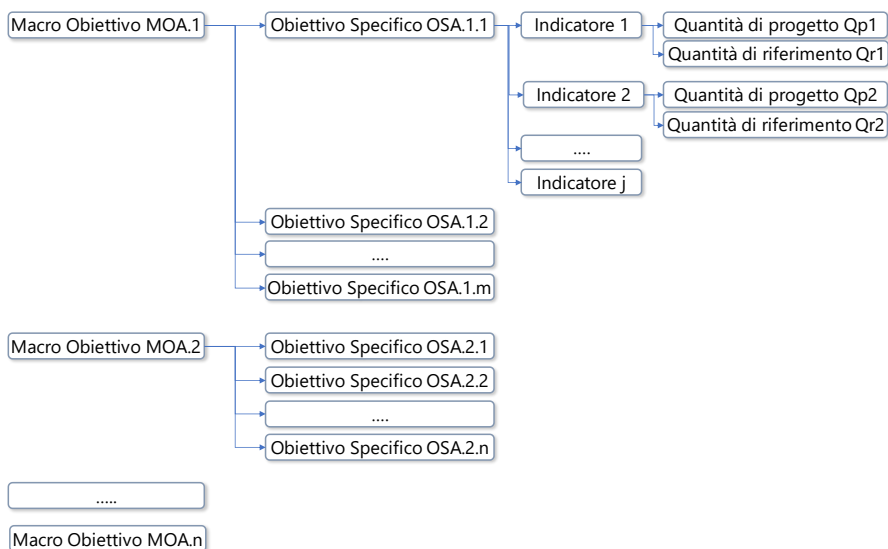 Macro Obiettivo MOA.1
Obiettivo Specifico OSA.1.1
Indicatore 1
Quantità di progetto Qp1
Quantità di riferimento Qr1
Indicatore 2
Quantità di progetto Qp2
Quantità di riferimento Qr2
....
Indicatore j
Obiettivo Specifico OSA.1.2
....
Obiettivo Specifico OSA.1.m
Macro Obiettivo MOA.2
Obiettivo Specifico OSA.2.1
Obiettivo Specifico OSA.2.2
....
Obiettivo Specifico OSA.2.n
.....
Macro Obiettivo MOA.n